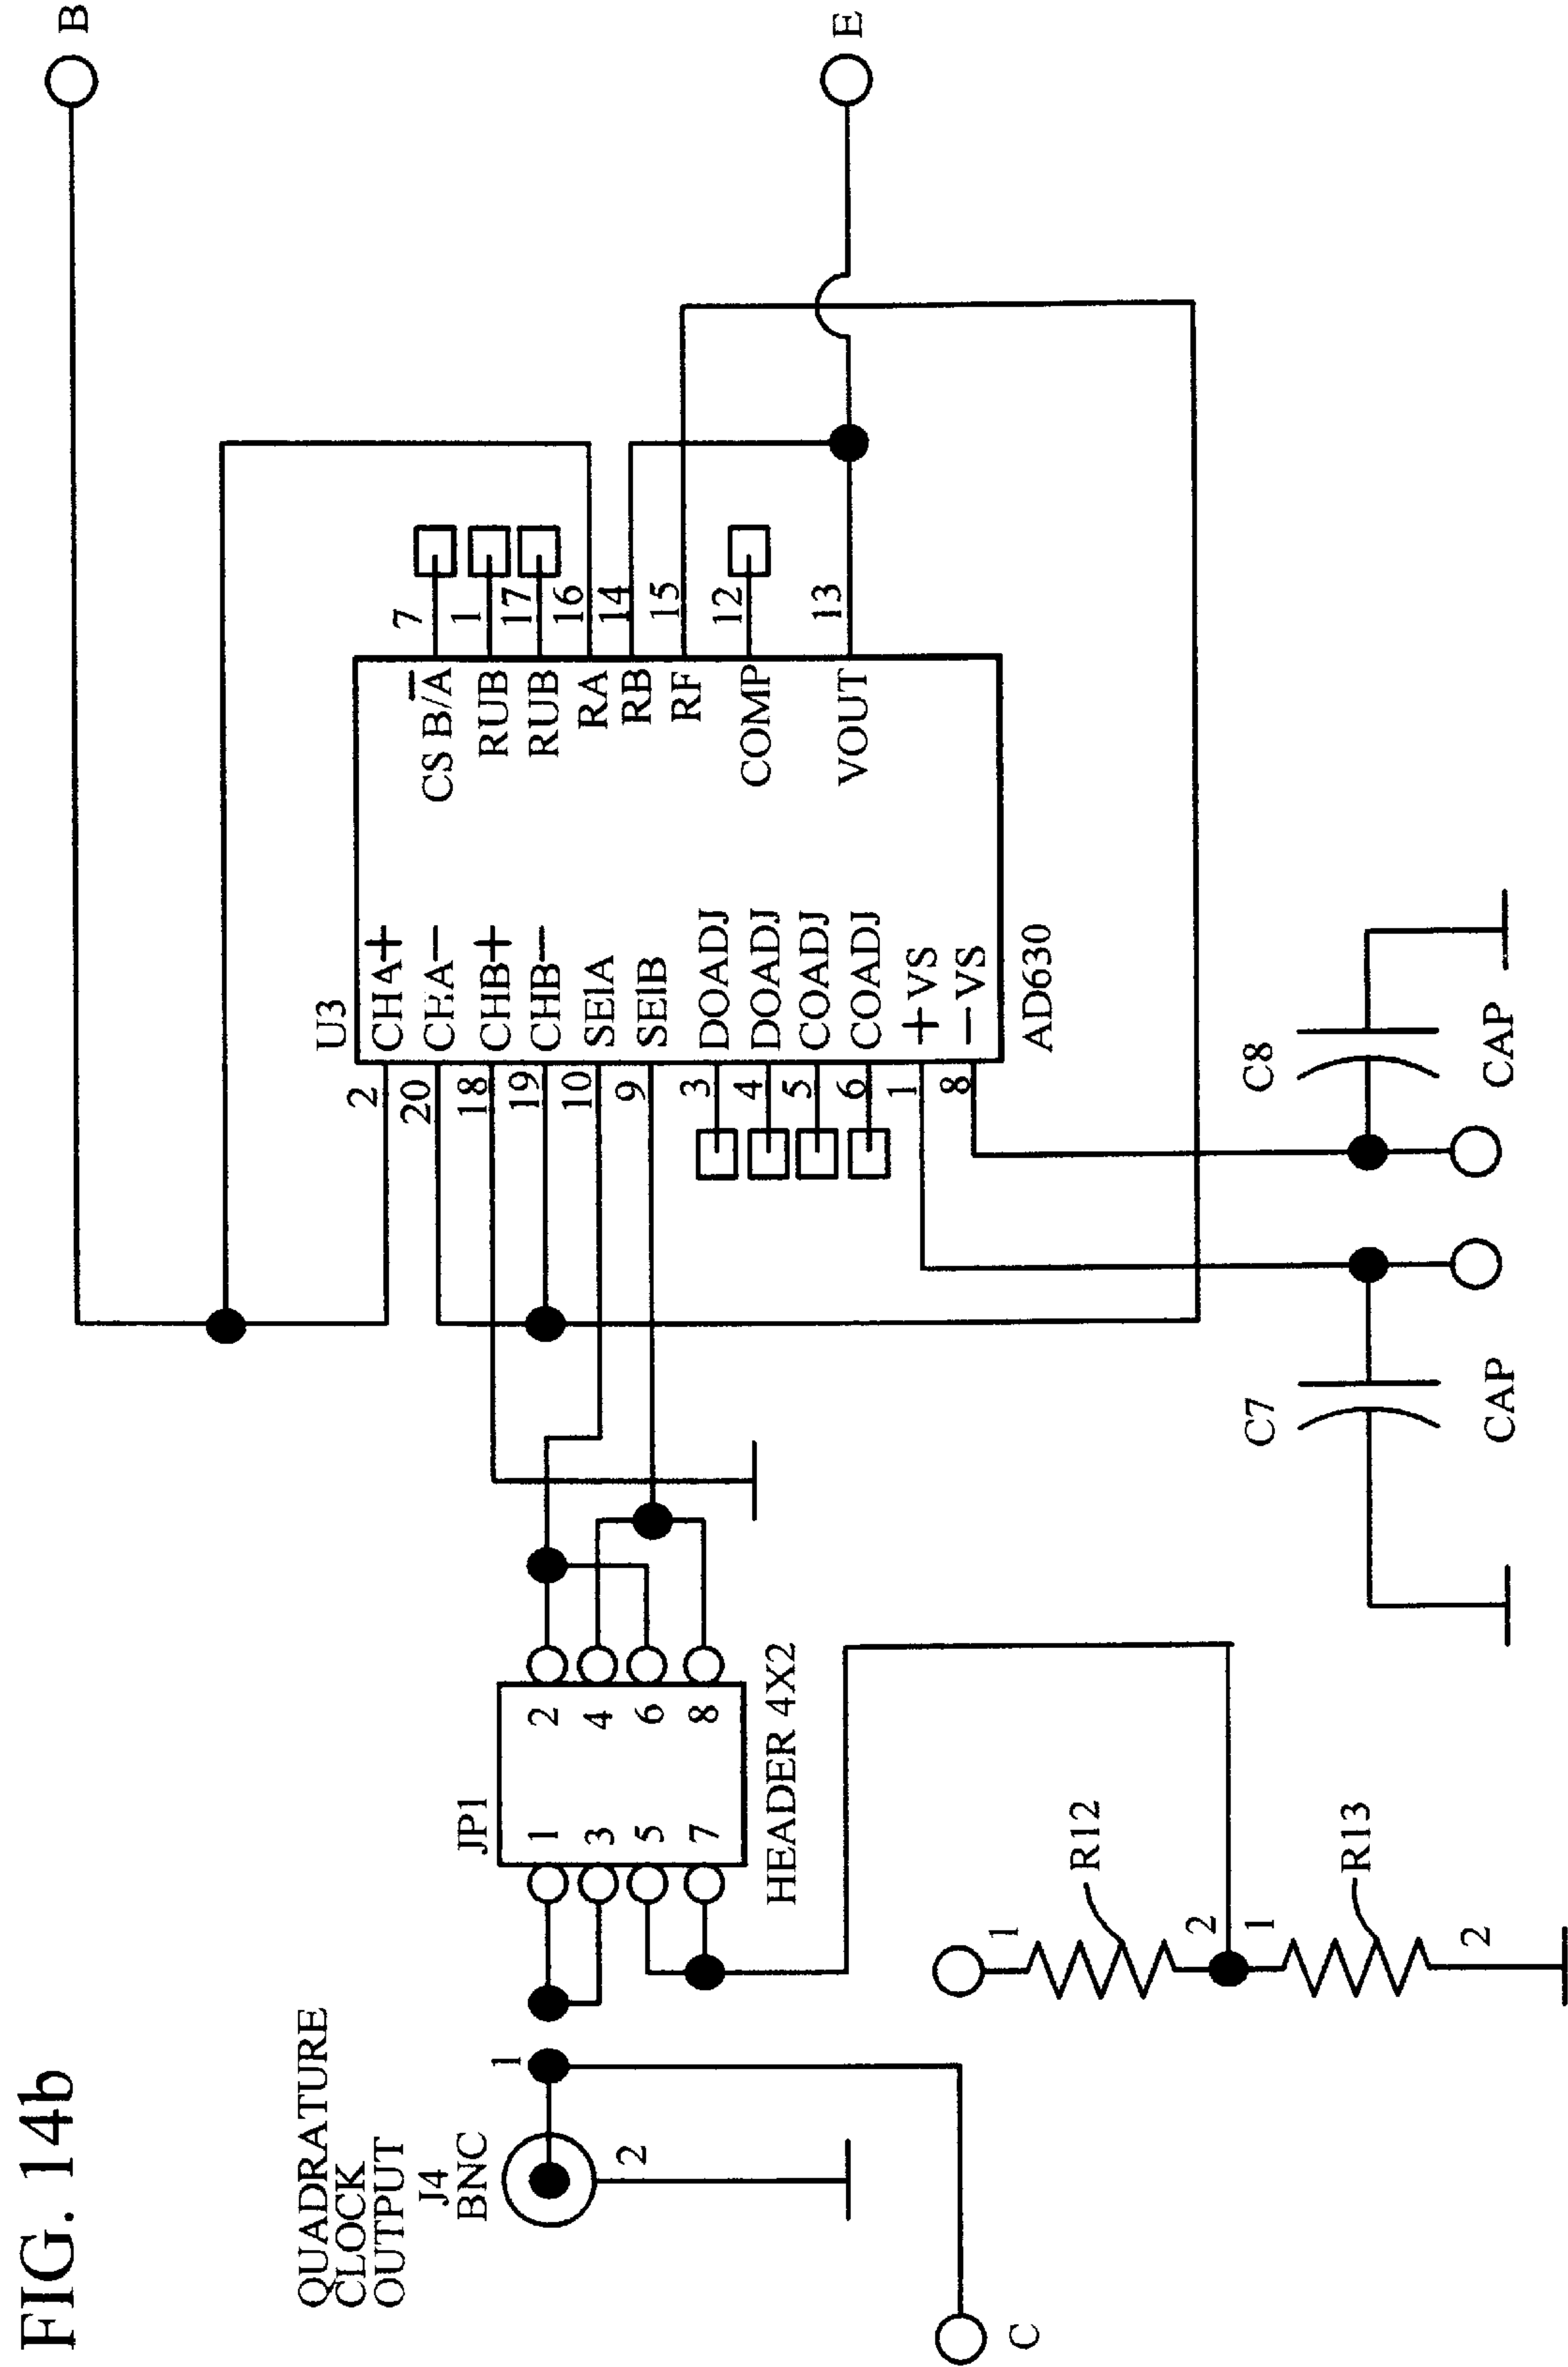 FIG. 14b
B
E
C
QUADRATURE
CLOCK
OUTPUT
J4
BNC
1
2
JP1
1 2
3 4
5 6
7 8
HEADER 4X2
1
R12
2
1
R13
2
U3
2 CHA+
20 CHA−
18 CHB+
19 CHB−
10 SEIA
9 SEIB
3 DOADJ
4 DOADJ
5 COADJ
6 COADJ
1 +VS
8 −VS
CS B/A̅ 7
RUB 1
RUB 17
RA 16
RB 14
RF 15
COMP 12
VOUT 13
AD630
C7
CAP
C8
CAP